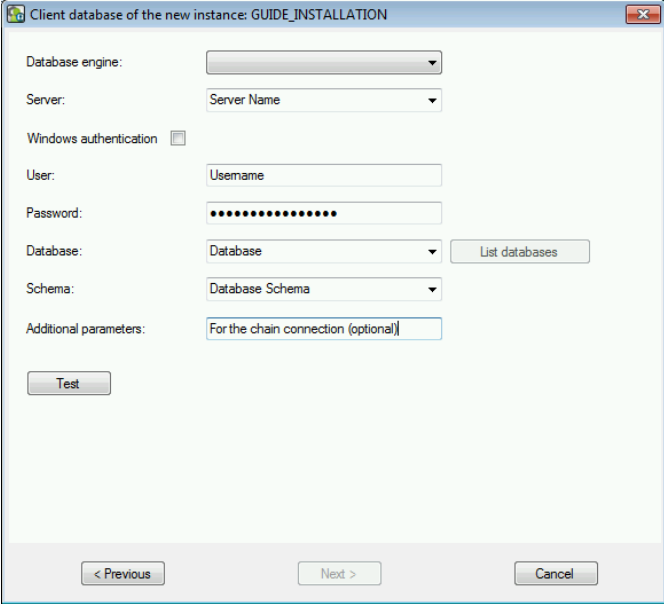 Client database of the new instance: GUIDE_INSTALLATION
Database engine:
Server: Server Name
Windows authentication
User: Username
Password: ••••••••••••••••
Database: Database List databases
Schema: Database Schema
Additional parameters: For the chain connection (optional)
Test
< Previous Next > Cancel